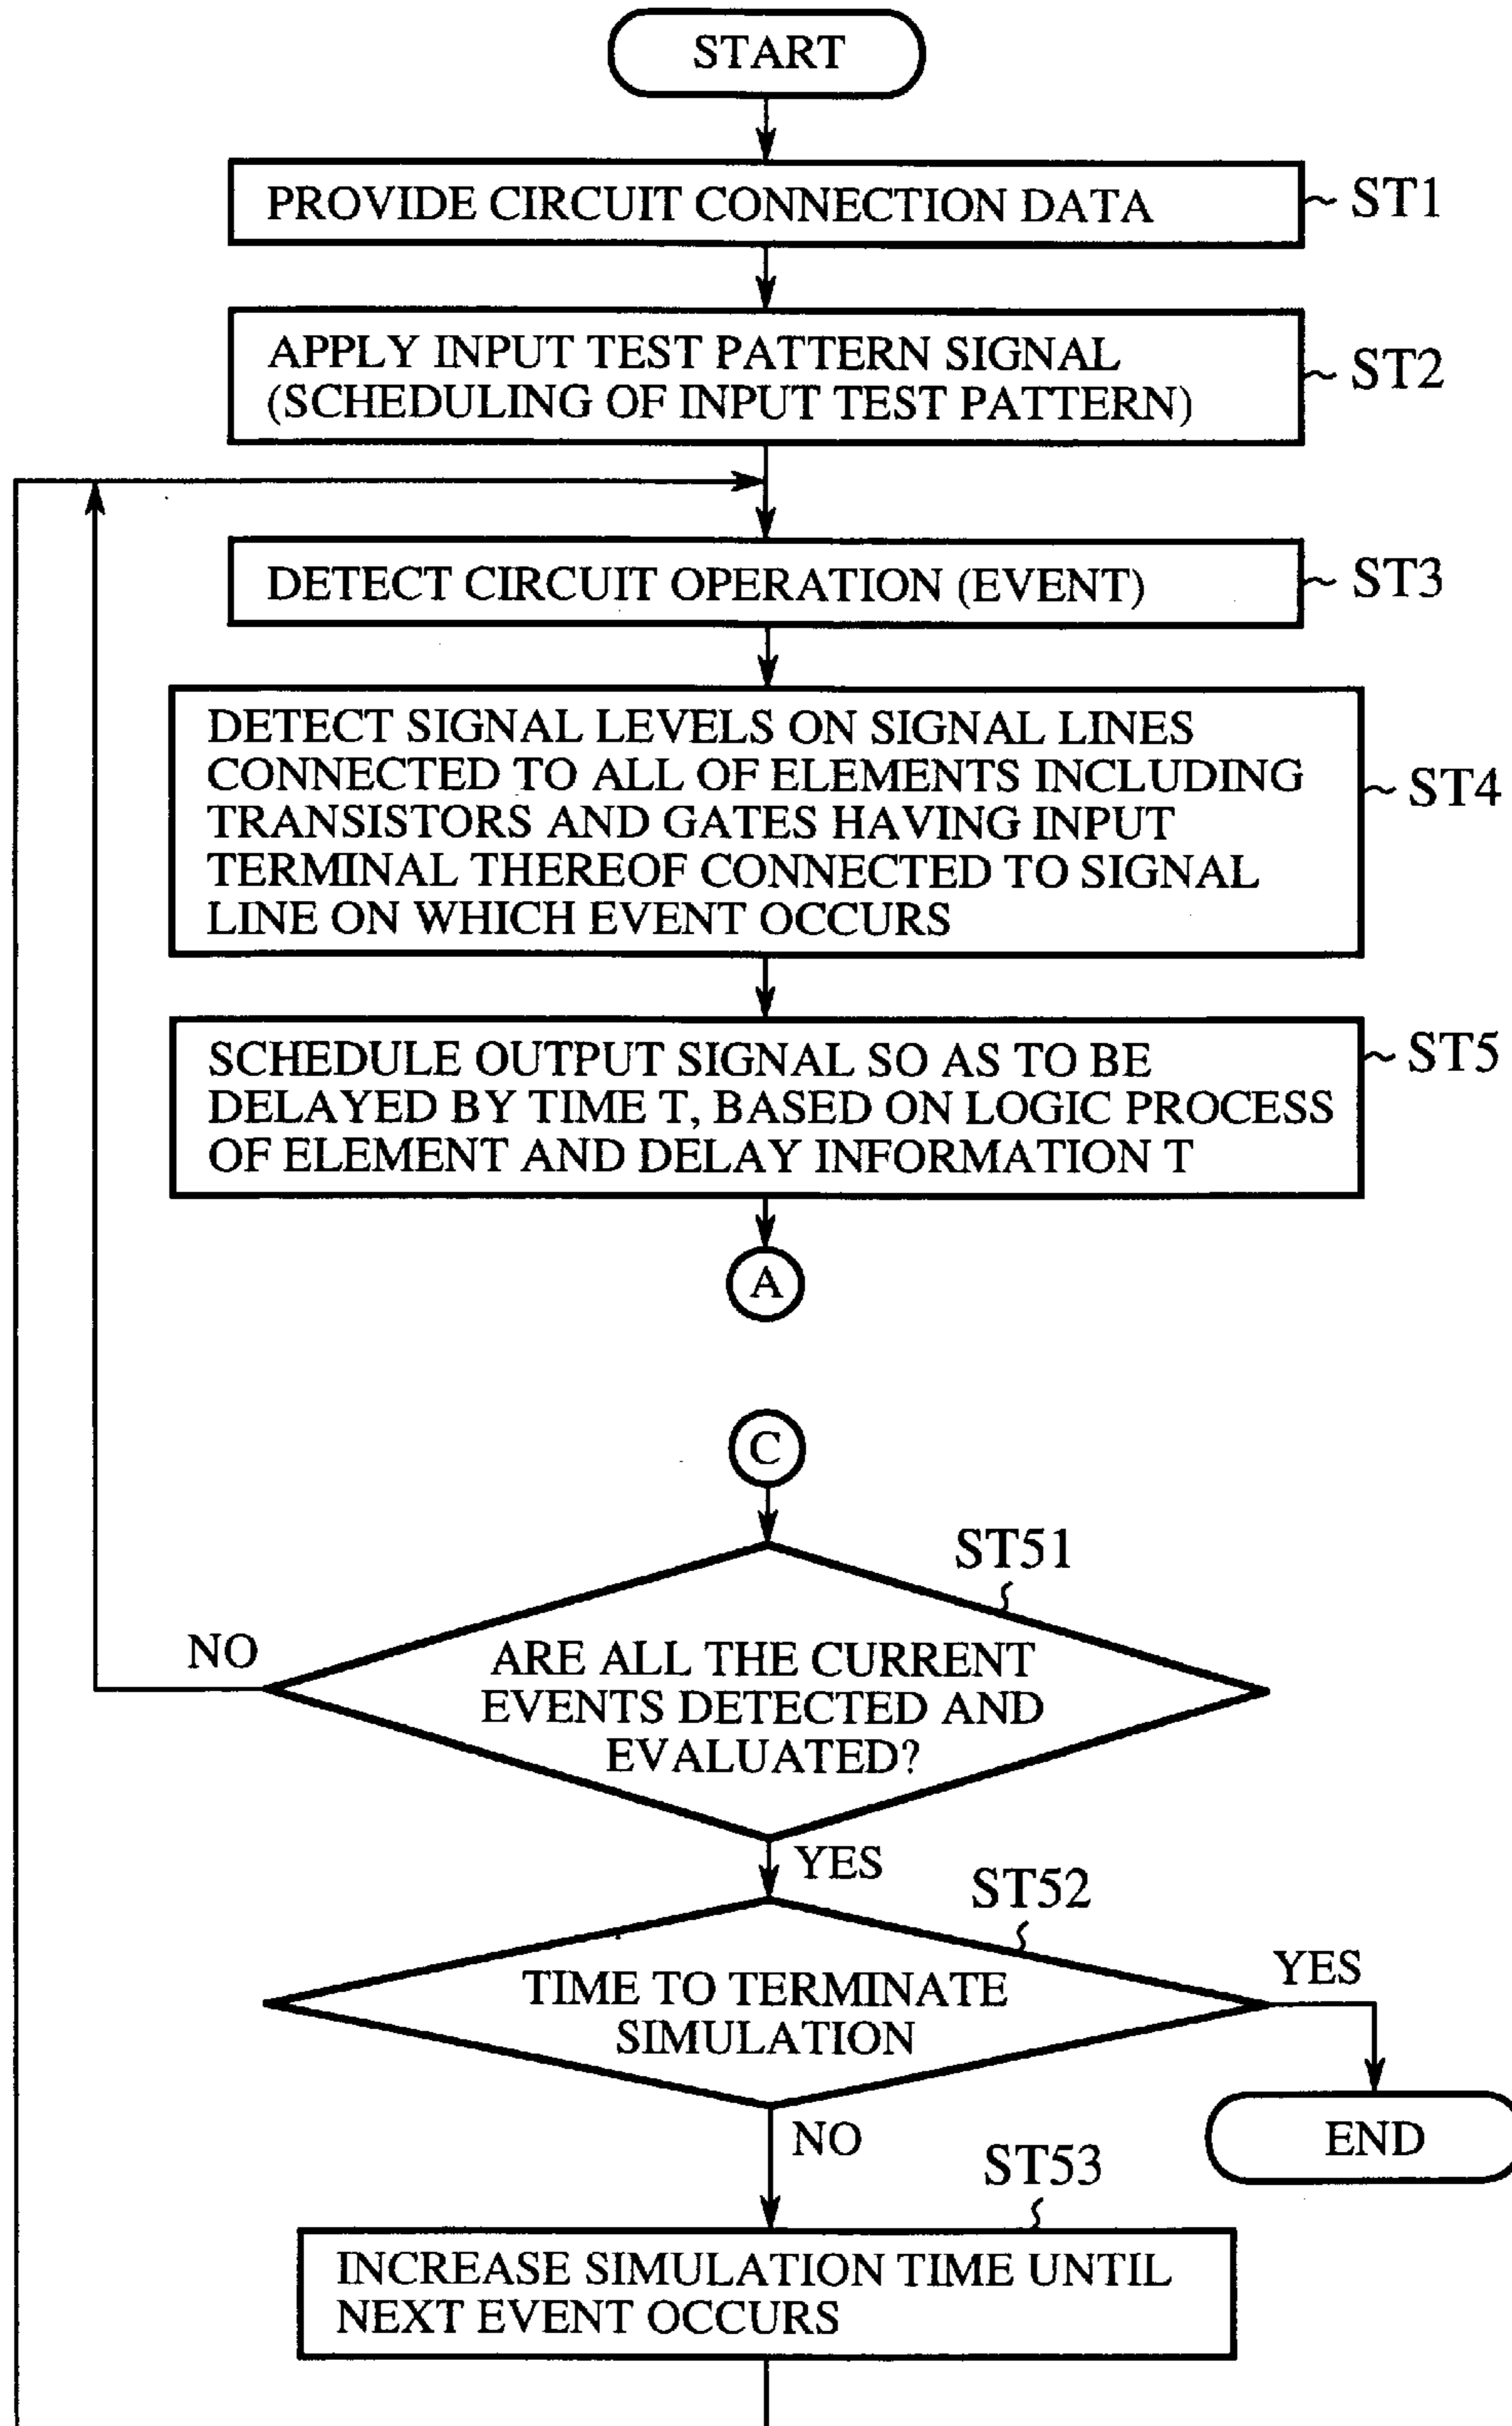 START
PROVIDE CIRCUIT CONNECTION DATA
ST1
APPLY INPUT TEST PATTERN SIGNAL
(SCHEDULING OF INPUT TEST PATTERN)
ST2
DETECT CIRCUIT OPERATION (EVENT)
ST3
DETECT SIGNAL LEVELS ON SIGNAL LINES
CONNECTED TO ALL OF ELEMENTS INCLUDING
TRANSISTORS AND GATES HAVING INPUT
TERMINAL THEREOF CONNECTED TO SIGNAL
LINE ON WHICH EVENT OCCURS
ST4
SCHEDULE OUTPUT SIGNAL SO AS TO BE
DELAYED BY TIME T, BASED ON LOGIC PROCESS
OF ELEMENT AND DELAY INFORMATION T
ST5
A
C
ST51
NO
ARE ALL THE CURRENT
EVENTS DETECTED AND
EVALUATED?
YES
ST52
TIME TO TERMINATE
SIMULATION
YES
NO
END
ST53
INCREASE SIMULATION TIME UNTIL
NEXT EVENT OCCURS